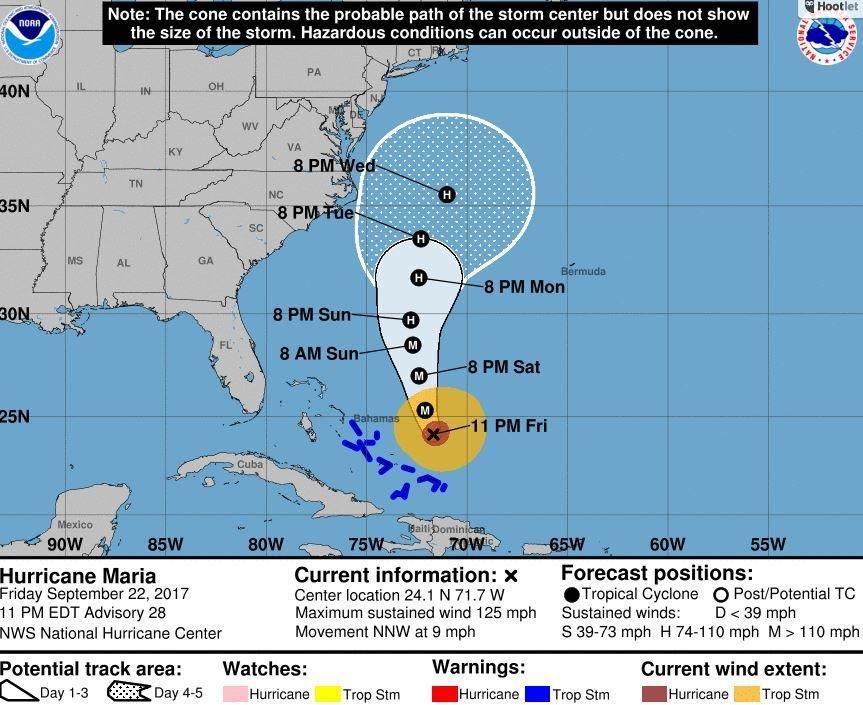 Note: The cone contains the probable path of the storm center but does not show
the size of the storm. Hazardous conditions can occur outside of the cone.
Hootlet
NOAA
NATIONAL
SERVICE
CT
PA
NJ
40N
IL
IN
OH
DE
WV
VA
KY
8 PM Wed
TN
NC
35N
8 PM Tue
SC
MS
AL
GA
Bermuda
8 PM Mon
30N
8 PM Sun
FL
8 AM Sun
8 PM Sat
25N
Bahamas
11 PM Fri
Cuba
Mexico
Haiti
Dominican
90W
85W
80W
75W
70W
65W
60W
55W
Hurricane Maria
Friday September 22, 2017
11 PM EDT Advisory 28
NWS National Hurricane Center
Current information: x
Center location 24.1 N 71.7 W
Maximum sustained wind 125 mph
Movement NNW at 9 mph
Forecast positions:
Tropical Cyclone Post/Potential TC
Sustained winds: D < 39 mph
S 39-73 mph H 74-110 mph M > 110 mph
Potential track area:
Day 1-3 Day 4-5
Watches:
Hurricane Trop Stm
Warnings:
Hurricane Trop Stm
Current wind extent:
Hurricane Trop Stm